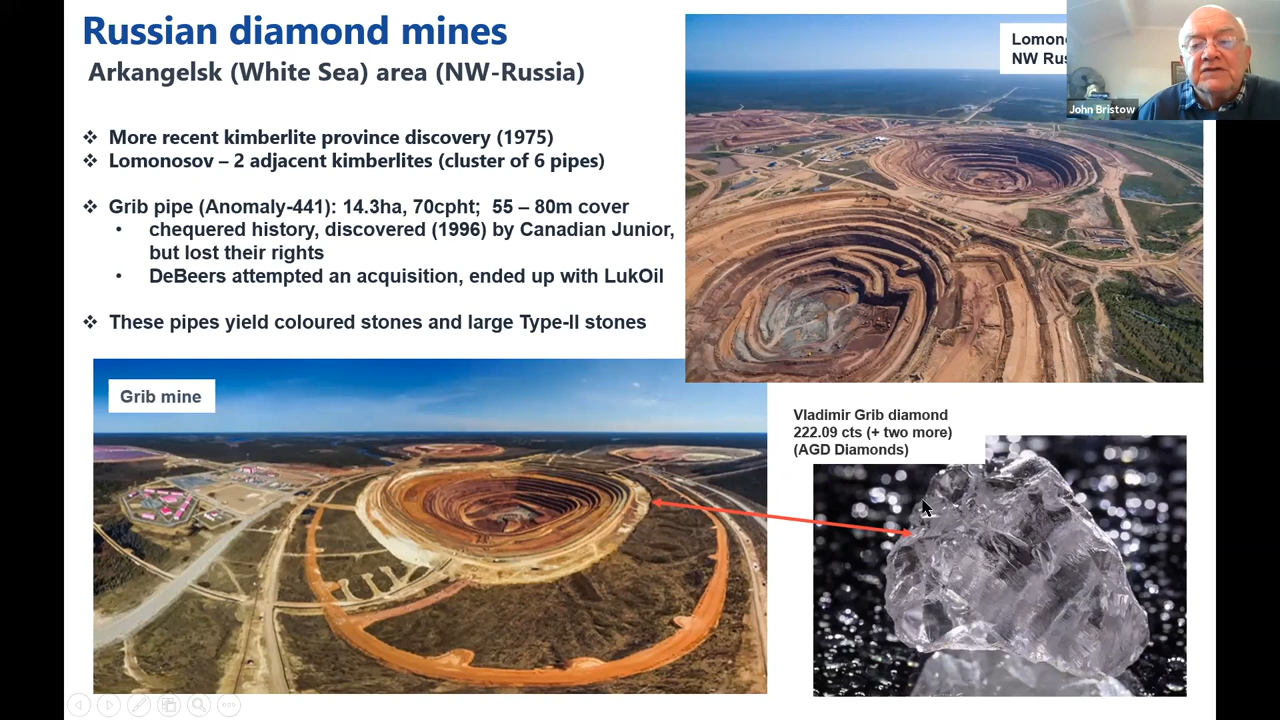 Russian diamond mines
Arkangelsk (White Sea) area (NW-Russia)
More recent kimberlite province discovery (1975)
Lomonosov – 2 adjacent kimberlites (cluster of 6 pipes)
Grib pipe (Anomaly-441): 14.3ha, 70cpht; 55 – 80m cover
chequered history, discovered (1996) by Canadian Junior,
but lost their rights
DeBeers attempted an acquisition, ended up with LukOil
These pipes yield coloured stones and large Type-II stones
Lomono
NW Rus
John Bristow
Grib mine
Vladimir Grib diamond
222.09 cts (+ two more)
(AGD Diamonds)